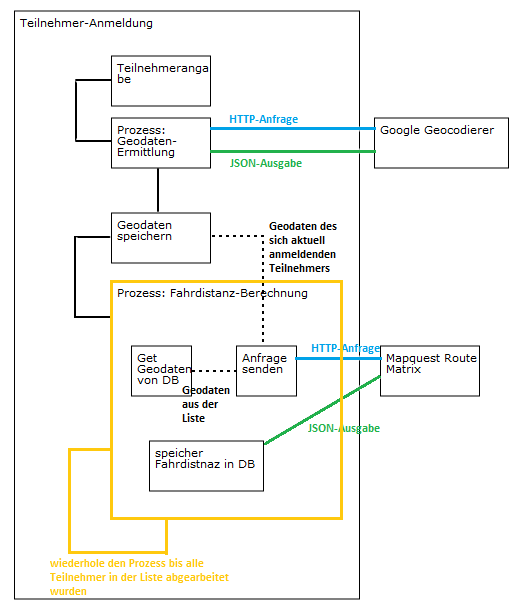 Teilnehmer-Anmeldung
Teilnehmeranga
be
HTTP-Anfrage
Prozess:
Geodaten-
Ermittlung
Google Geocodierer
JSON-Ausgabe
Geodaten
speichern
Geodaten des
sich aktuell
anmeldenden
Teilnehmers
Prozess: Fahrdistanz-Berechnung
HTTP-Anfrage
Get
Geodaten
von DB
Anfrage
senden
Mapquest Route
Matrix
Geodaten
aus der
Liste
JSON-Ausgabe
speicher
Fahrdistnaz in DB
wiederhole den Prozess bis alle
Teilnehmer in der Liste abgearbeitet
wurden